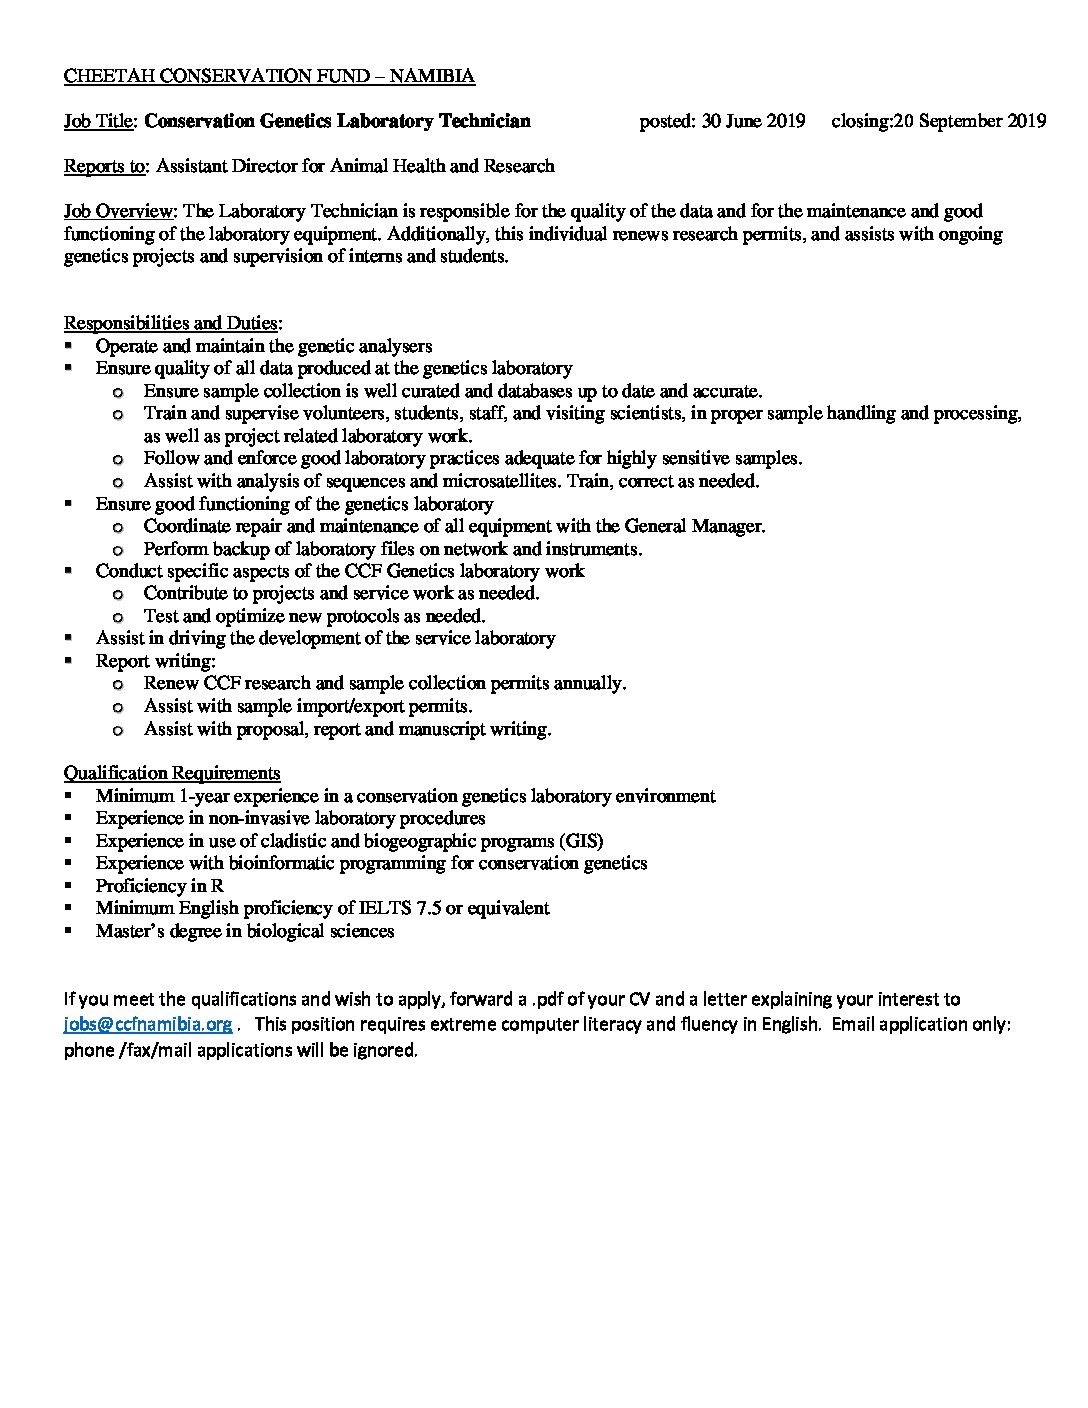 CHEETAH CONSERVATION FUND – NAMIBIA
Job Title: Conservation Genetics Laboratory Technician posted: 30 June 2019 closing:20 September 2019
Reports to: Assistant Director for Animal Health and Research
Job Overview: The Laboratory Technician is responsible for the quality of the data and for the maintenance and good
functioning of the laboratory equipment. Additionally, this individual renews research permits, and assists with ongoing
genetics projects and supervision of interns and students.
Responsibilities and Duties:
▪ Operate and maintain the genetic analysers
▪ Ensure quality of all data produced at the genetics laboratory
o Ensure sample collection is well curated and databases up to date and accurate.
o Train and supervise volunteers, students, staff, and visiting scientists, in proper sample handling and processing,
as well as project related laboratory work.
o Follow and enforce good laboratory practices adequate for highly sensitive samples.
o Assist with analysis of sequences and microsatellites. Train, correct as needed.
▪ Ensure good functioning of the genetics laboratory
o Coordinate repair and maintenance of all equipment with the General Manager.
o Perform backup of laboratory files on network and instruments.
▪ Conduct specific aspects of the CCF Genetics laboratory work
o Contribute to projects and service work as needed.
o Test and optimize new protocols as needed.
▪ Assist in driving the development of the service laboratory
▪ Report writing:
o Renew CCF research and sample collection permits annually.
o Assist with sample import/export permits.
o Assist with proposal, report and manuscript writing.
Qualification Requirements
▪ Minimum 1-year experience in a conservation genetics laboratory environment
▪ Experience in non-invasive laboratory procedures
▪ Experience in use of cladistic and biogeographic programs (GIS)
▪ Experience with bioinformatic programming for conservation genetics
▪ Proficiency in R
▪ Minimum English proficiency of IELTS 7.5 or equivalent
▪ Master's degree in biological sciences
If you meet the qualifications and wish to apply, forward a .pdf of your CV and a letter explaining your interest to
jobs@ccfnamibia.org . This position requires extreme computer literacy and fluency in English. Email application only:
phone /fax/mail applications will be ignored.